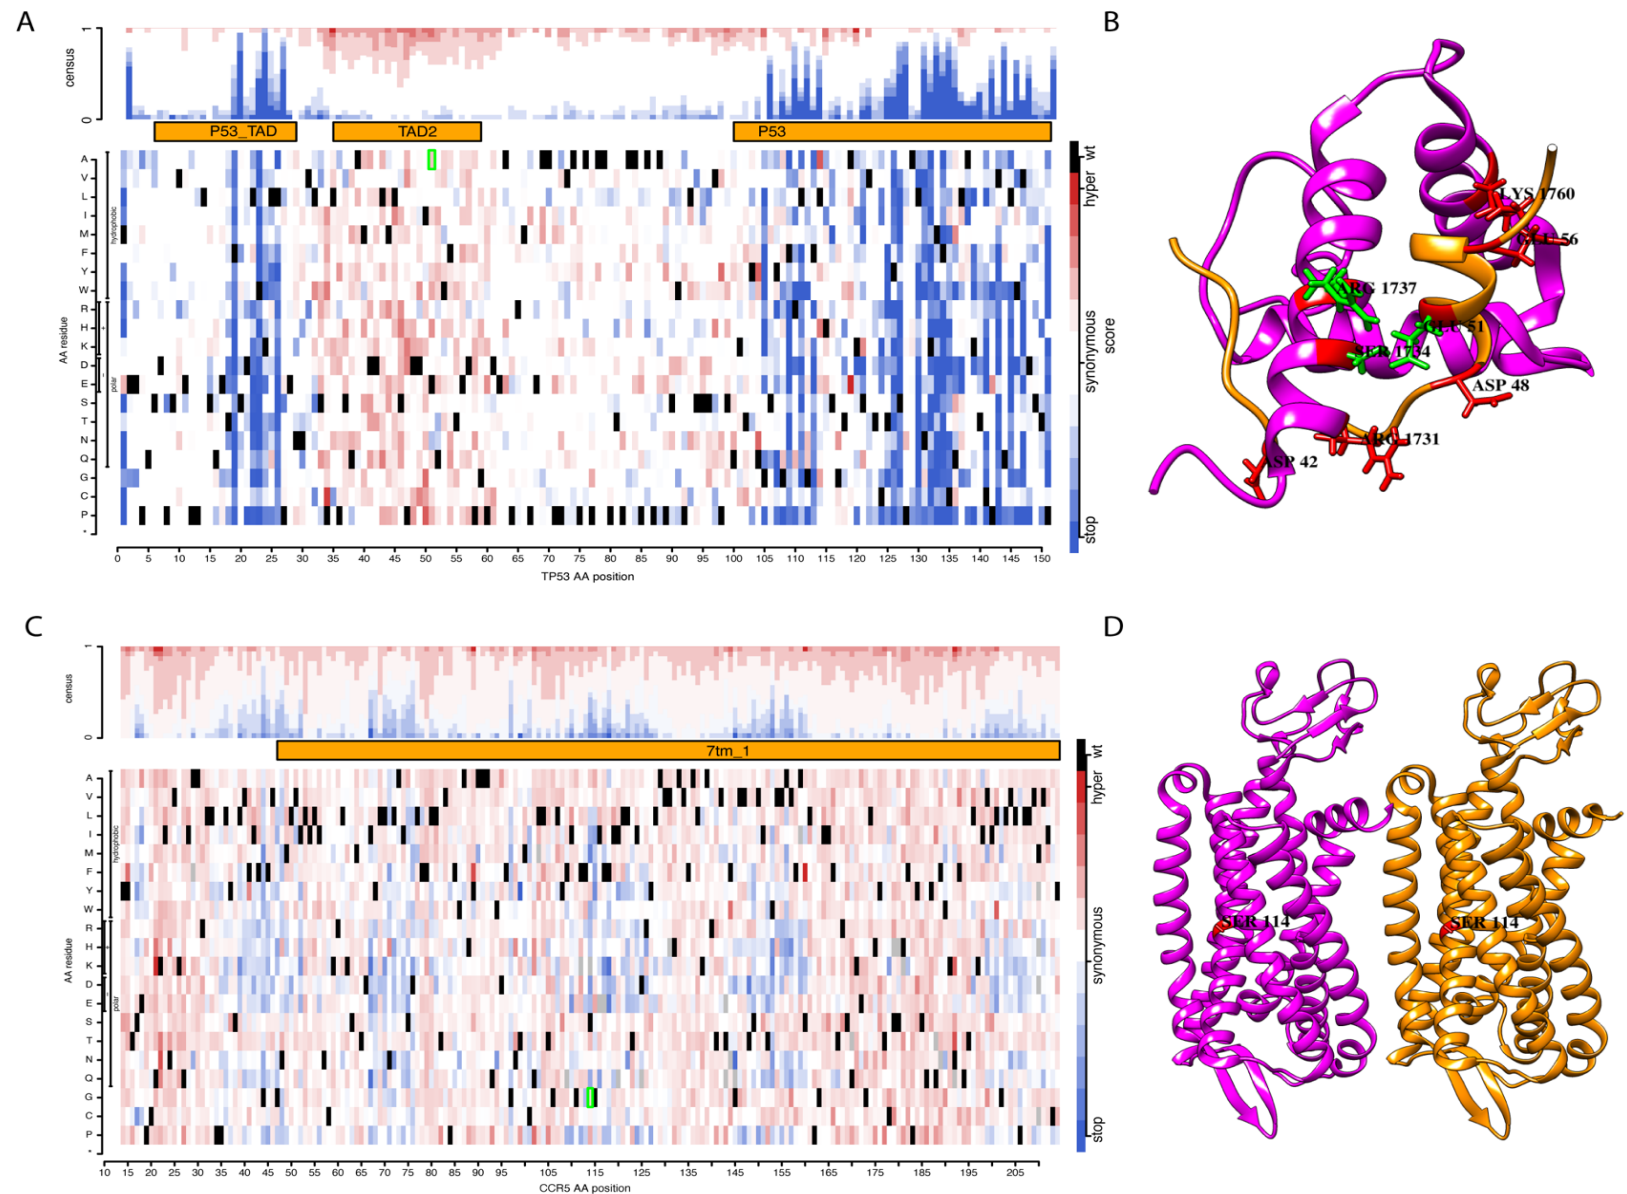 A
census
1
0
P53_TAD TAD2 P53
AA residue
hydrophobic
+
-
polar
A
V
L
I
M
F
Y
W
R
H
K
D
E
S
T
N
Q
G
C
P
*
0 5 10 15 20 25 30 35 40 45 50 55 60 65 70 75 80 85 90 95 100 105 110 115 120 125 130 135 140 145 150
TP53 AA position
wt
hyper
synonymous
stop
score
B
LYS 1760
GLU 56
ARG 1737
GLU 51
SER 1734
ASP 48
ARG 1731
ASP 42
C
census
1
0
7tm_1
AA residue
hydrophobic
+
-
polar
A
V
L
I
M
F
Y
W
R
H
K
D
E
S
T
N
Q
G
C
P
*
10 15 20 25 30 35 40 45 50 55 60 65 70 75 80 85 90 95 105 115 125 135 145 155 165 175 185 195 205
CCR5 AA position
wt
hyper
synonymous
stop
D
SER 114
SER 114